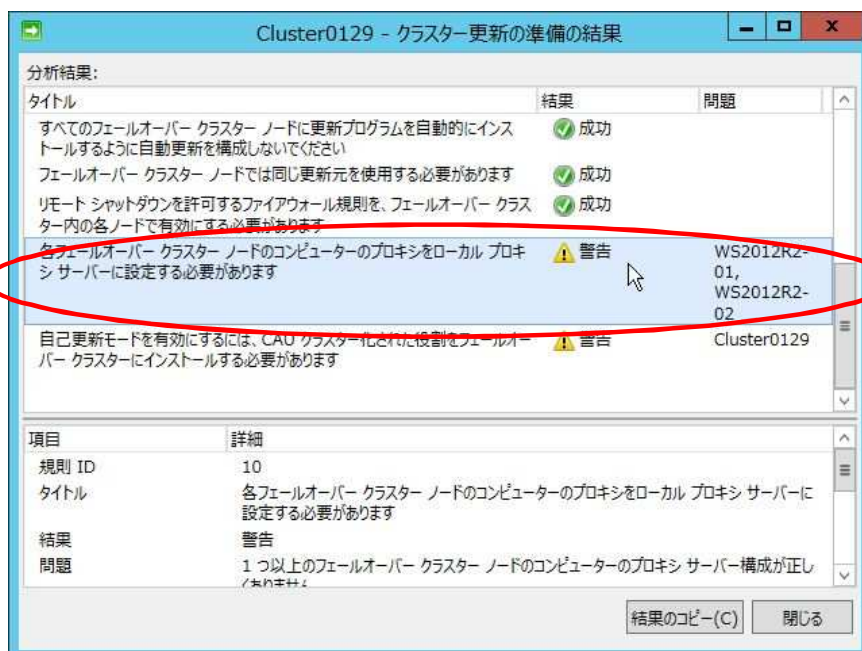 Cluster0129 - クラスター更新の準備の結果
分析結果:
タイトル 結果 問題
すべてのフェールオーバー クラスター ノードに更新プログラムを自動的にインス 成功
トールするように自動更新を構成しないでください
フェールオーバー クラスター ノードでは同じ更新元を使用する必要があります 成功
リモート シャットダウンを許可するファイアウォール規則を、フェールオーバー クラス 成功
ター内の各ノードで有効にする必要があります
各フェールオーバー クラスター ノードのコンピューターのプロキシをローカル プロキ 警告 WS2012R2-
シ サーバーに設定する必要があります 01,
WS2012R2-
02
自己更新モードを有効にするには、CAU クラスター化された役割をフェールオー 警告 Cluster0129
バー クラスターにインストールする必要があります
項目 詳細
規則 ID 10
タイトル 各フェールオーバー クラスター ノードのコンピューターのプロキシをローカル プロキシ サーバーに
設定する必要があります
結果 警告
問題 1 つ以上のフェールオーバー クラスター ノードのコンピューターのプロキシ サーバー構成が正し
くありません
結果のコピー(C) 閉じる